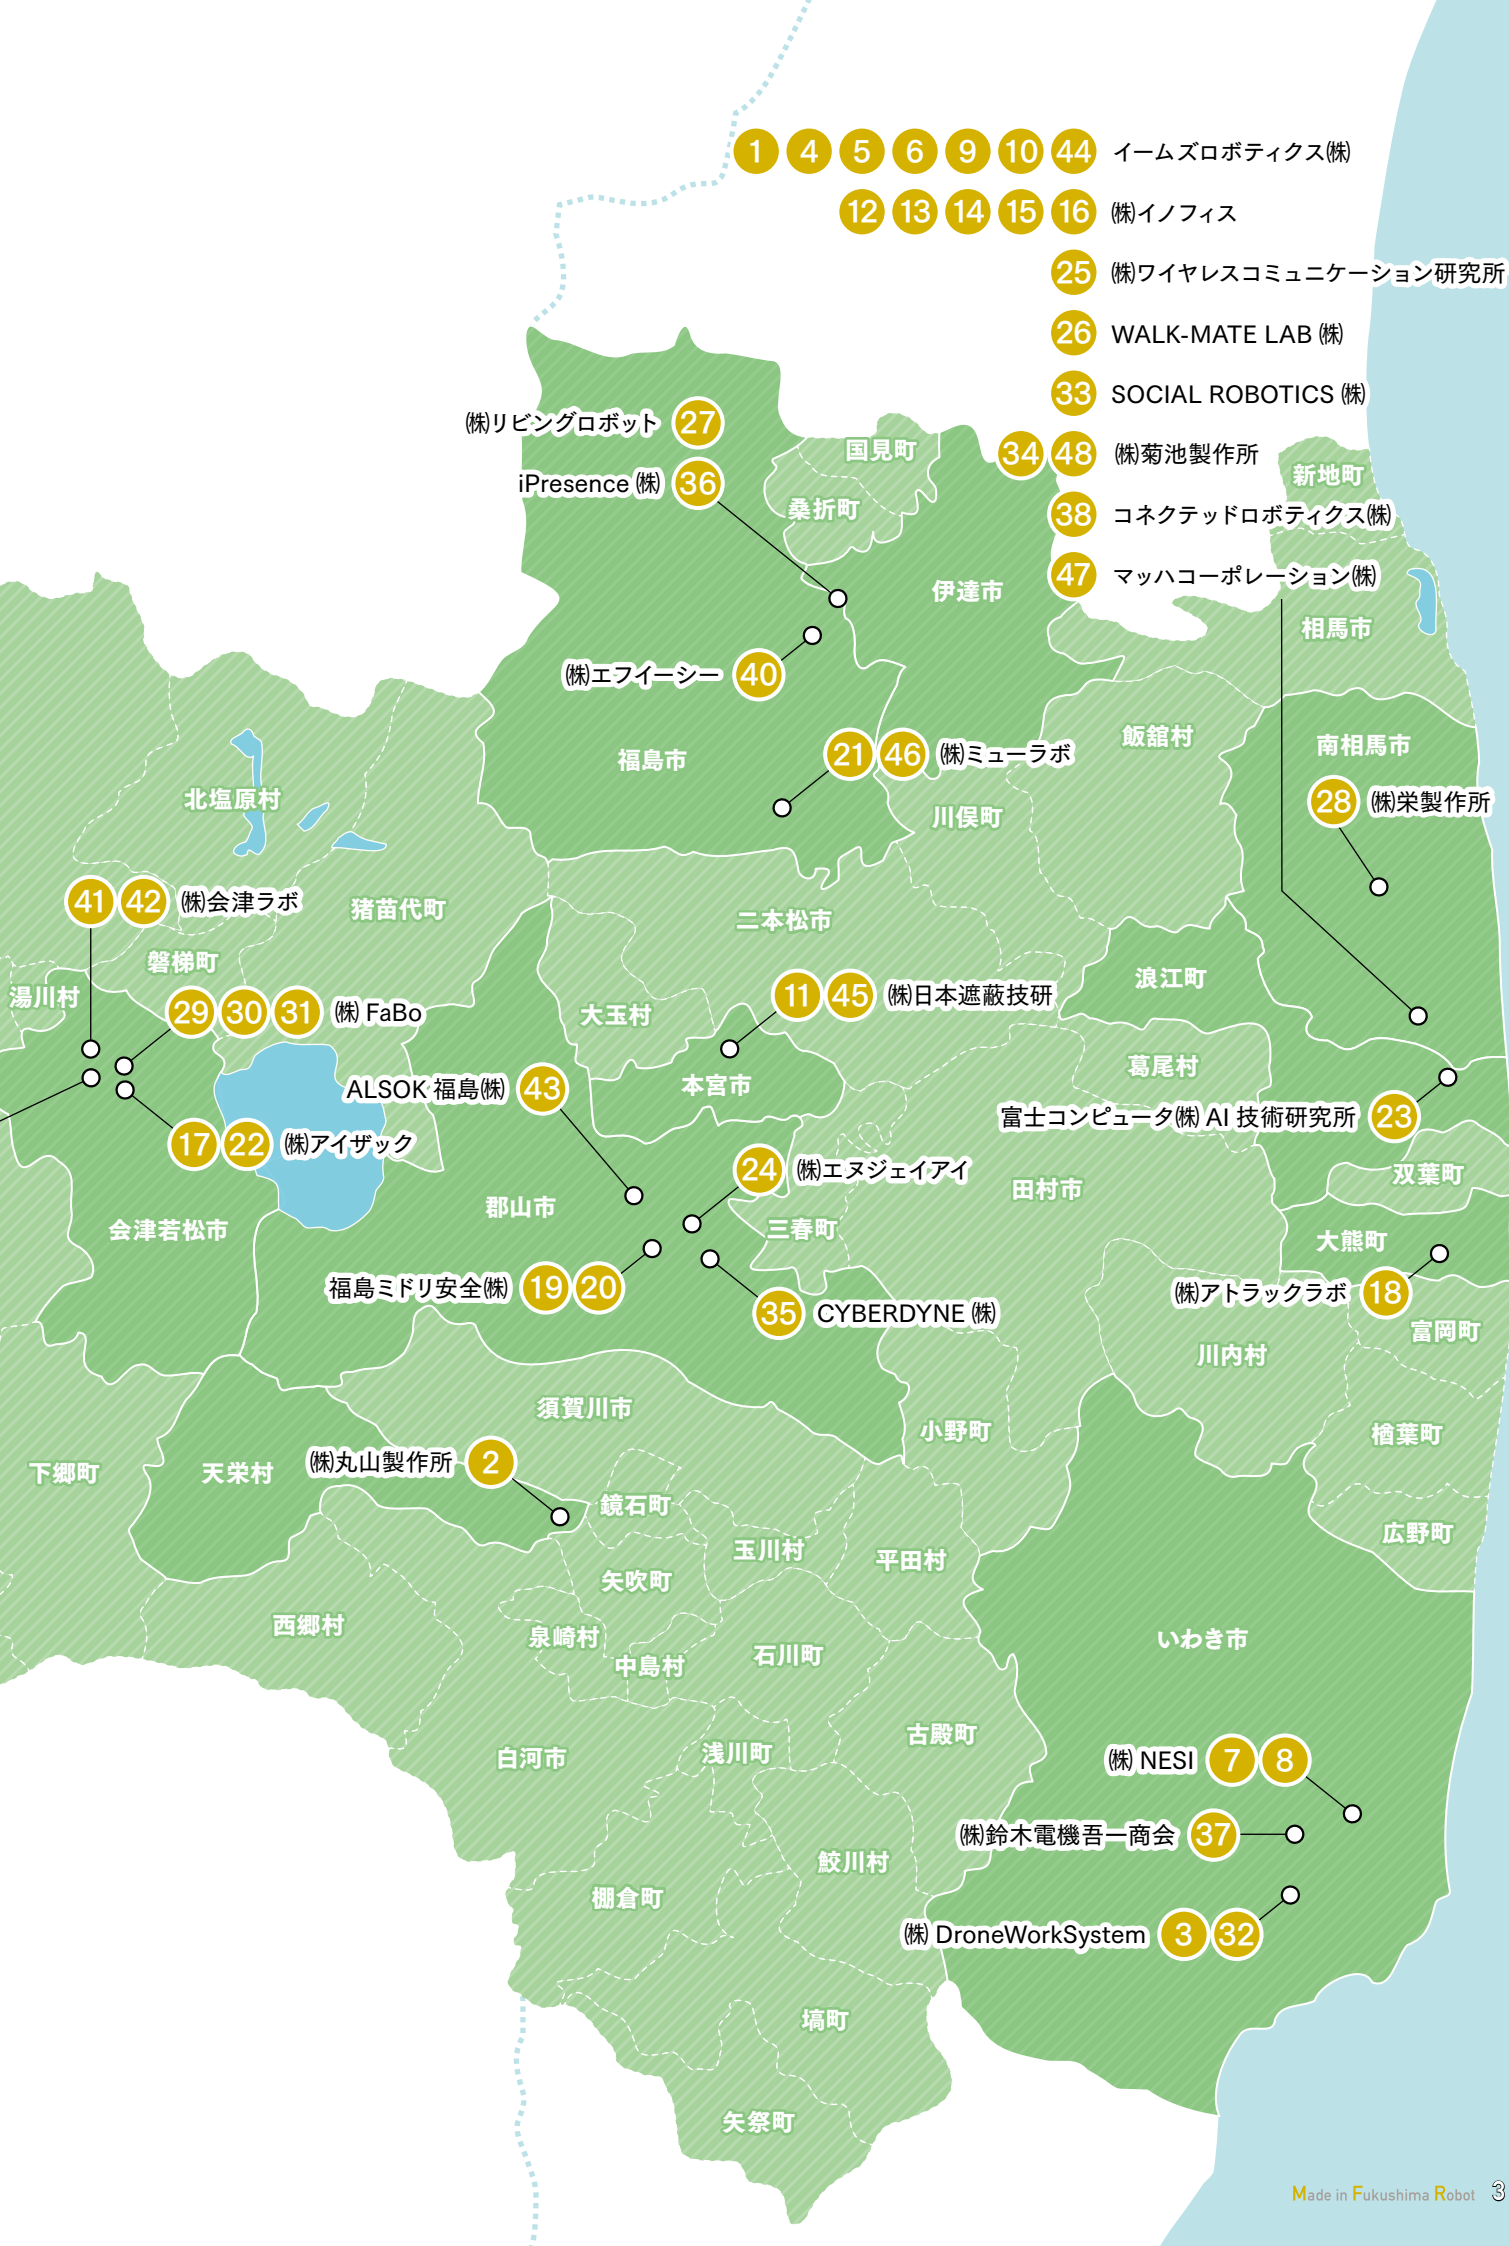 1 4 5 6 9 10 44 イームズロボティクス㈱
12 13 14 15 16 ㈱イノフィス
25 ㈱ワイヤレスコミュニケーション研究所
26 WALK-MATE LAB ㈱
33 SOCIAL ROBOTICS ㈱
34 48 ㈱菊池製作所
38 コネクテッドロボティクス㈱
47 マッハコーポレーション㈱
㈱リビングロボット 27
iPresence ㈱ 36
国見町
桑折町
新地町
伊達市
相馬市
㈱エフイーシー 40
福島市
21 46 ㈱ミューラボ
飯舘村
南相馬市
28 ㈱栄製作所
川俣町
北塩原村
41 42 ㈱会津ラボ
猪苗代町
二本松市
磐梯町
湯川村
浪江町
29 30 31 ㈱ FaBo
大玉村
11 45 ㈱日本遮蔽技研
葛尾村
ALSOK 福島㈱ 43
本宮市
富士コンピュータ㈱ AI 技術研究所 23
17 22 ㈱アイザック
24 ㈱エヌジェイアイ
双葉町
田村市
郡山市
会津若松市
三春町
大熊町
福島ミドリ安全㈱ 19 20
35 CYBERDYNE ㈱
㈱アトラックラボ 18
富岡町
川内村
須賀川市
小野町
楢葉町
㈱丸山製作所 2
下郷町
天栄村
鏡石町
広野町
玉川村
平田村
矢吹町
西郷村
泉崎村
中島村
石川町
いわき市
古殿町
白河市
浅川町
㈱ NESI 7 8
㈱鈴木電機吾一商会 37
鮫川村
棚倉町
㈱ DroneWorkSystem 3 32
塙町
矢祭町
Made in Fukushima Robot 3